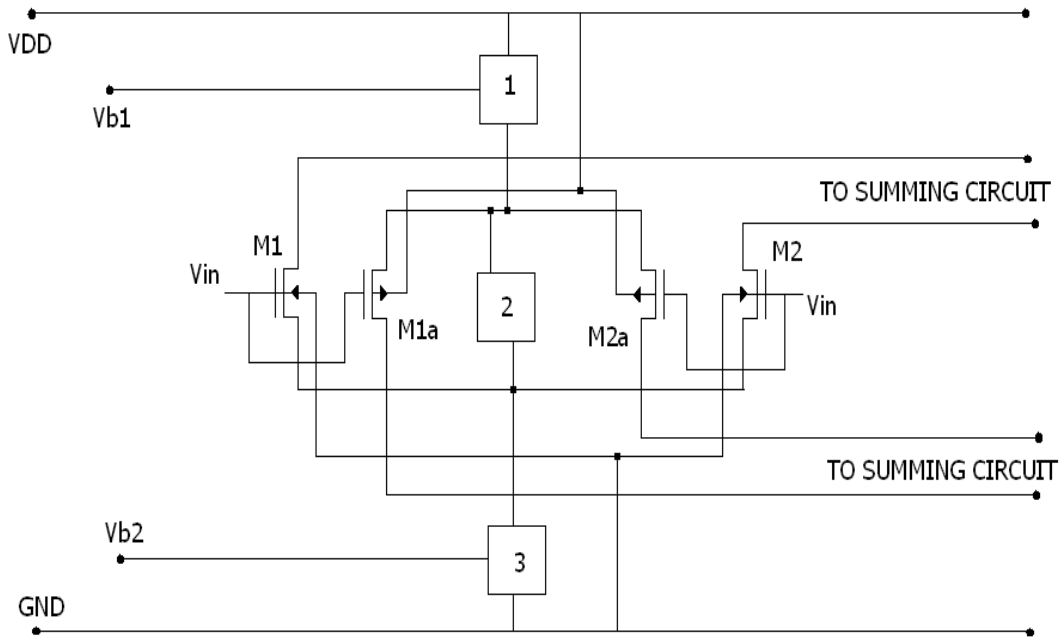 VDD
1
Vb1
TO SUMMING CIRCUIT
M1
M2
Vin
2
Vin
M1a
M2a
TO SUMMING CIRCUIT
Vb2
3
GND